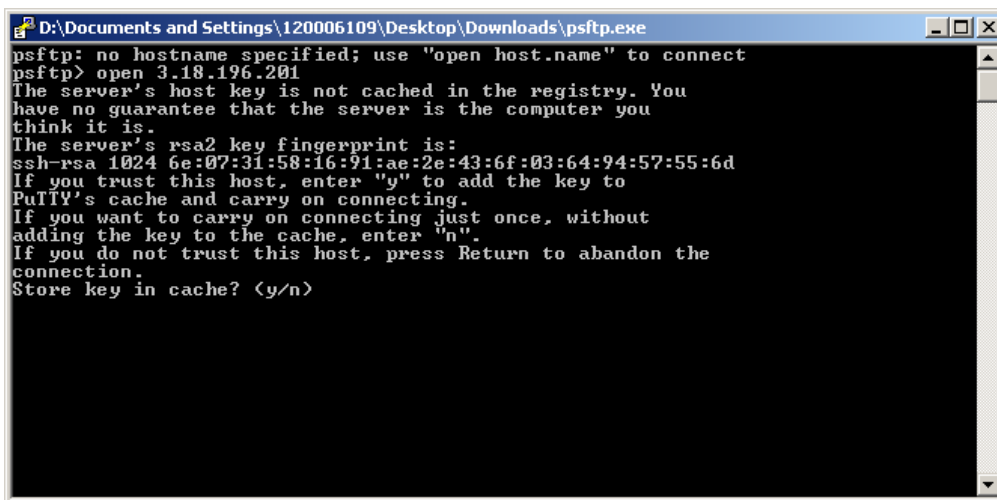 D:\Documents and Settings\120006109\Desktop\Downloads\psftp.exe
psftp: no hostname specified; use "open host.name" to connect
psftp> open 3.18.196.201
The server's host key is not cached in the registry. You
have no guarantee that the server is the computer you
think it is.
The server's rsa2 key fingerprint is:
ssh-rsa 1024 6e:07:31:58:16:91:ae:2e:43:6f:03:64:94:57:55:6d
If you trust this host, enter "y" to add the key to
PuTTY's cache and carry on connecting.
If you want to carry on connecting just once, without
adding the key to the cache, enter "n".
If you do not trust this host, press Return to abandon the
connection.
Store key in cache? (y/n)